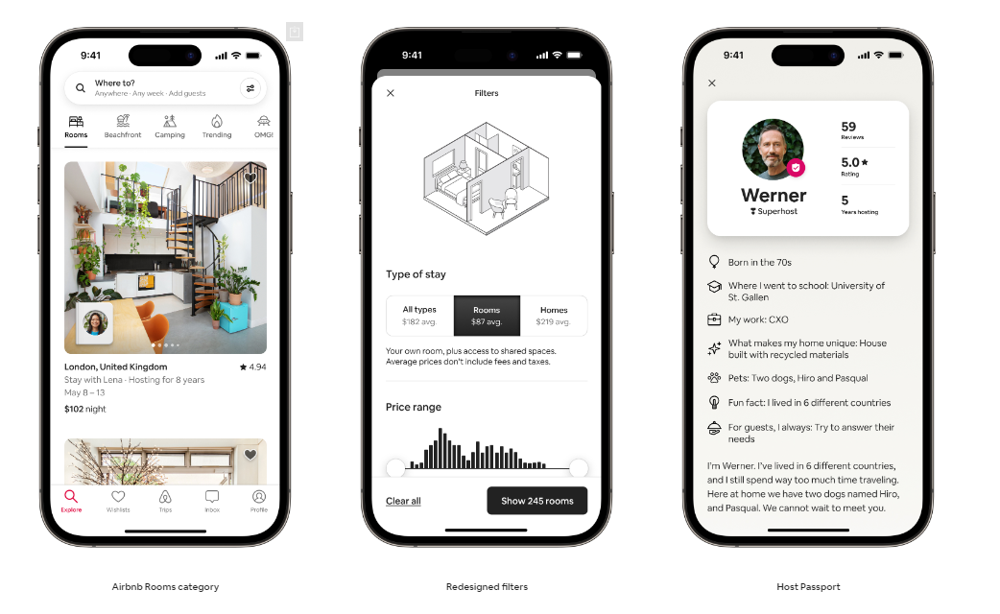 9:41
Where to?
Anywhere · Any week · Add guests
Rooms
Beachfront
Camping
Trending
OMG!
London, United Kingdom
★ 4.94
Stay with Lena · Hosting for 8 years
May 8 – 13
$102 night
Explore
Wishlists
Trips
Inbox
Profile
Airbnb Rooms category
9:41
Filters
Type of stay
All types
$182 avg.
Rooms
$87 avg.
Homes
$219 avg.
Your own room, plus access to shared spaces.
Average prices don't include fees and taxes.
Price range
Clear all
Show 245 rooms
Redesigned filters
9:41
Werner
Superhost
59
Reviews
5.0 ★
Rating
5
Years hosting
Born in the 70s
Where I went to school: University of
St. Gallen
My work: CXO
What makes my home unique: House
built with recycled materials
Pets: Two dogs, Hiro and Pasqual
Fun fact: I lived in 6 different countries
For guests, I always: Try to answer their
needs
I'm Werner. I've lived in 6 different countries,
and I still spend way too much time traveling.
Here at home we have two dogs named Hiro,
and Pasqual. We cannot wait to meet you.
Host Passport